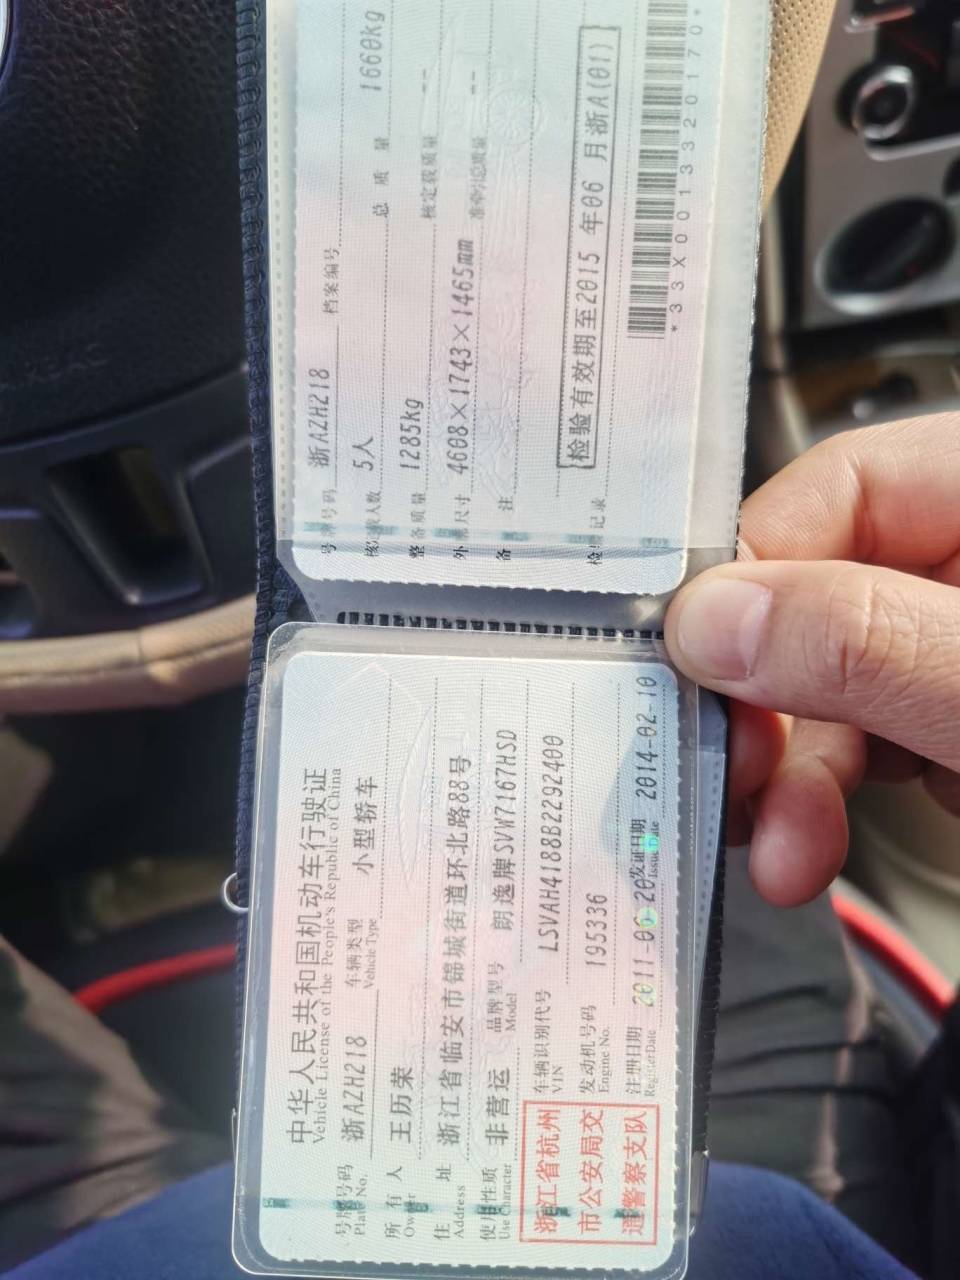 中华人民共和国机动车行驶证
Vehicle License of the People's Republic of China
号牌号码 浙AZH218 车辆类型 小型轿车
Plate No. Vehicle Type
所有人 王历荣
Owner
住址 浙江省临安市锦城街道环北路88号
Address
使用性质 非营运 品牌型号 朗逸牌SVW7167HSD
Use Character Model
浙江省杭州
市公安局交
通警察支队
车辆识别代号 LSVAH4188B2292400
VIN
发动机号码 195336
Engine No.
注册日期 2011-06-20 发证日期 2014-02-10
Register Date Issue Date
号牌号码 浙AZH218 档案编号
核定载人数 5人 总质量 1660kg
整备质量 1285kg 核定载质量 --
外廓尺寸 4608×1743×1465mm 准牵引总质量 --
备注
检验有效期至2015年06月浙A(01)
检验记录
*33X0013320170*